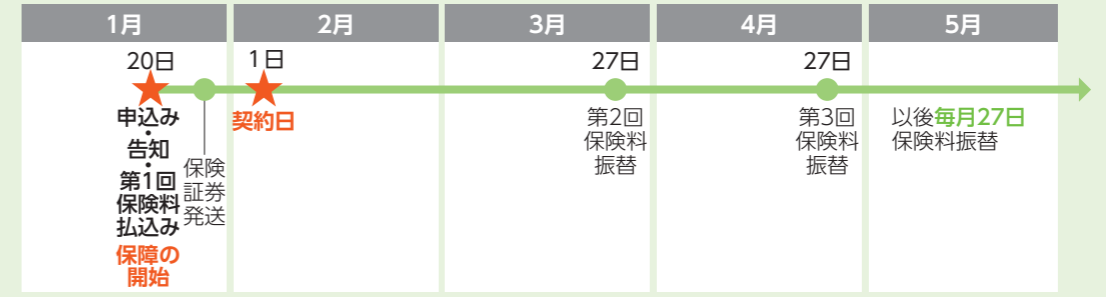 1月
2月
3月
4月
5月
20日
申込み
・
告知
・
第1回
保険料
払込み
保障の
開始
保険
証券
発送
1日
契約日
27日
第2回
保険料
振替
27日
第3回
保険料
振替
以後毎月27日
保険料振替